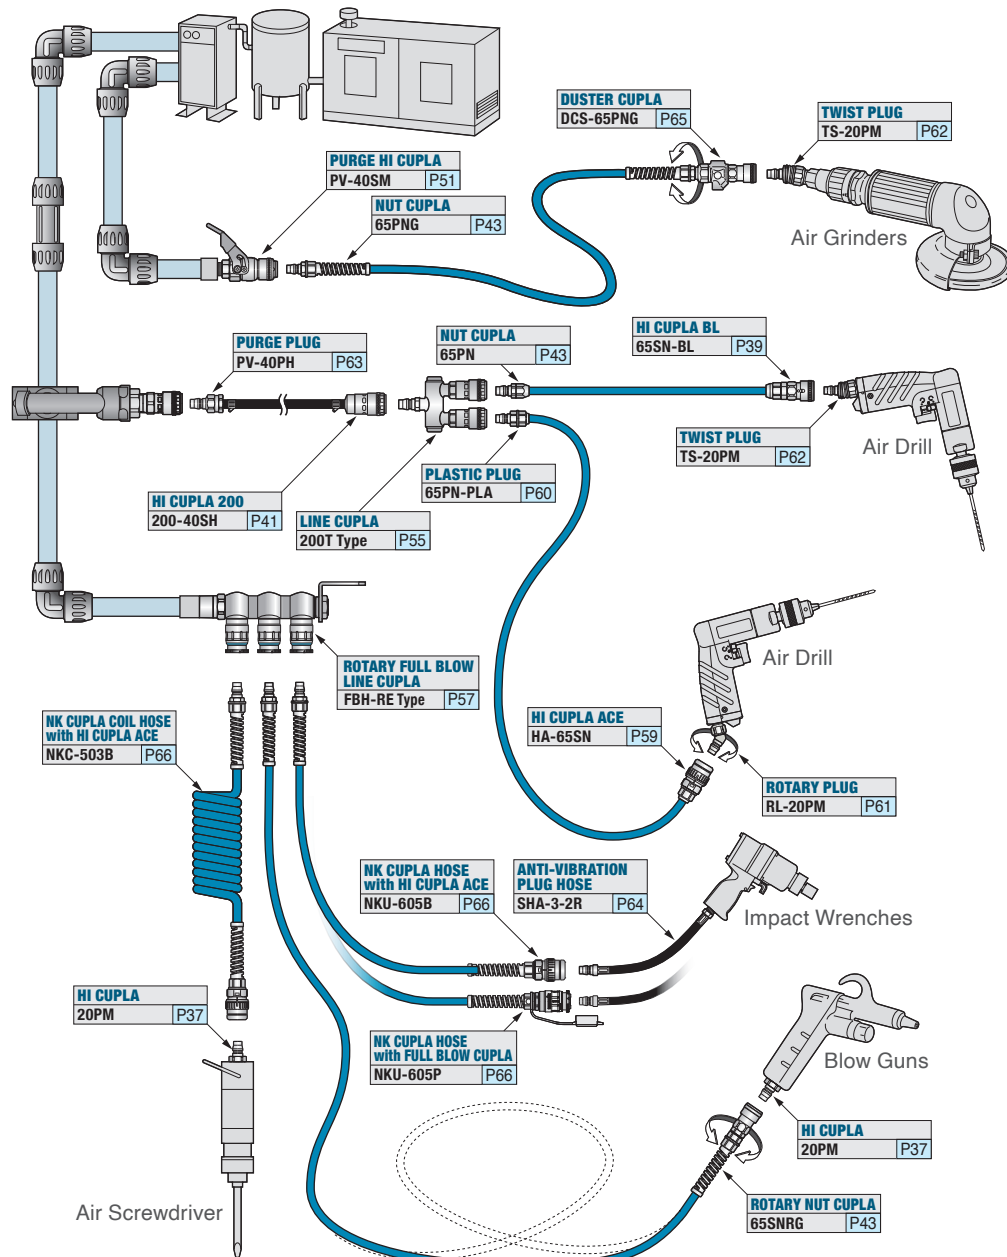 DUSTER CUPLA
DCS-65PNG P65
TWIST PLUG
TS-20PM P62
PURGE HI CUPLA
PV-40SM P51
NUT CUPLA
65PNG P43
Air Grinders
PURGE PLUG
PV-40PH P63
NUT CUPLA
65PN P43
HI CUPLA BL
65SN-BL P39
TWIST PLUG
TS-20PM P62
Air Drill
PLASTIC PLUG
65PN-PLA P60
HI CUPLA 200
200-40SH P41
LINE CUPLA
200T Type P55
ROTARY FULL BLOW
LINE CUPLA
FBH-RE Type P57
Air Drill
NK CUPLA COIL HOSE
with HI CUPLA ACE
NKC-503B P66
HI CUPLA ACE
HA-65SN P59
ROTARY PLUG
RL-20PM P61
NK CUPLA HOSE
with HI CUPLA ACE
NKU-605B P66
ANTI-VIBRATION
PLUG HOSE
SHA-3-2R P64
Impact Wrenches
HI CUPLA
20PM P37
NK CUPLA HOSE
with FULL BLOW CUPLA
NKU-605P P66
Blow Guns
HI CUPLA
20PM P37
ROTARY NUT CUPLA
65SNRG P43
Air Screwdriver